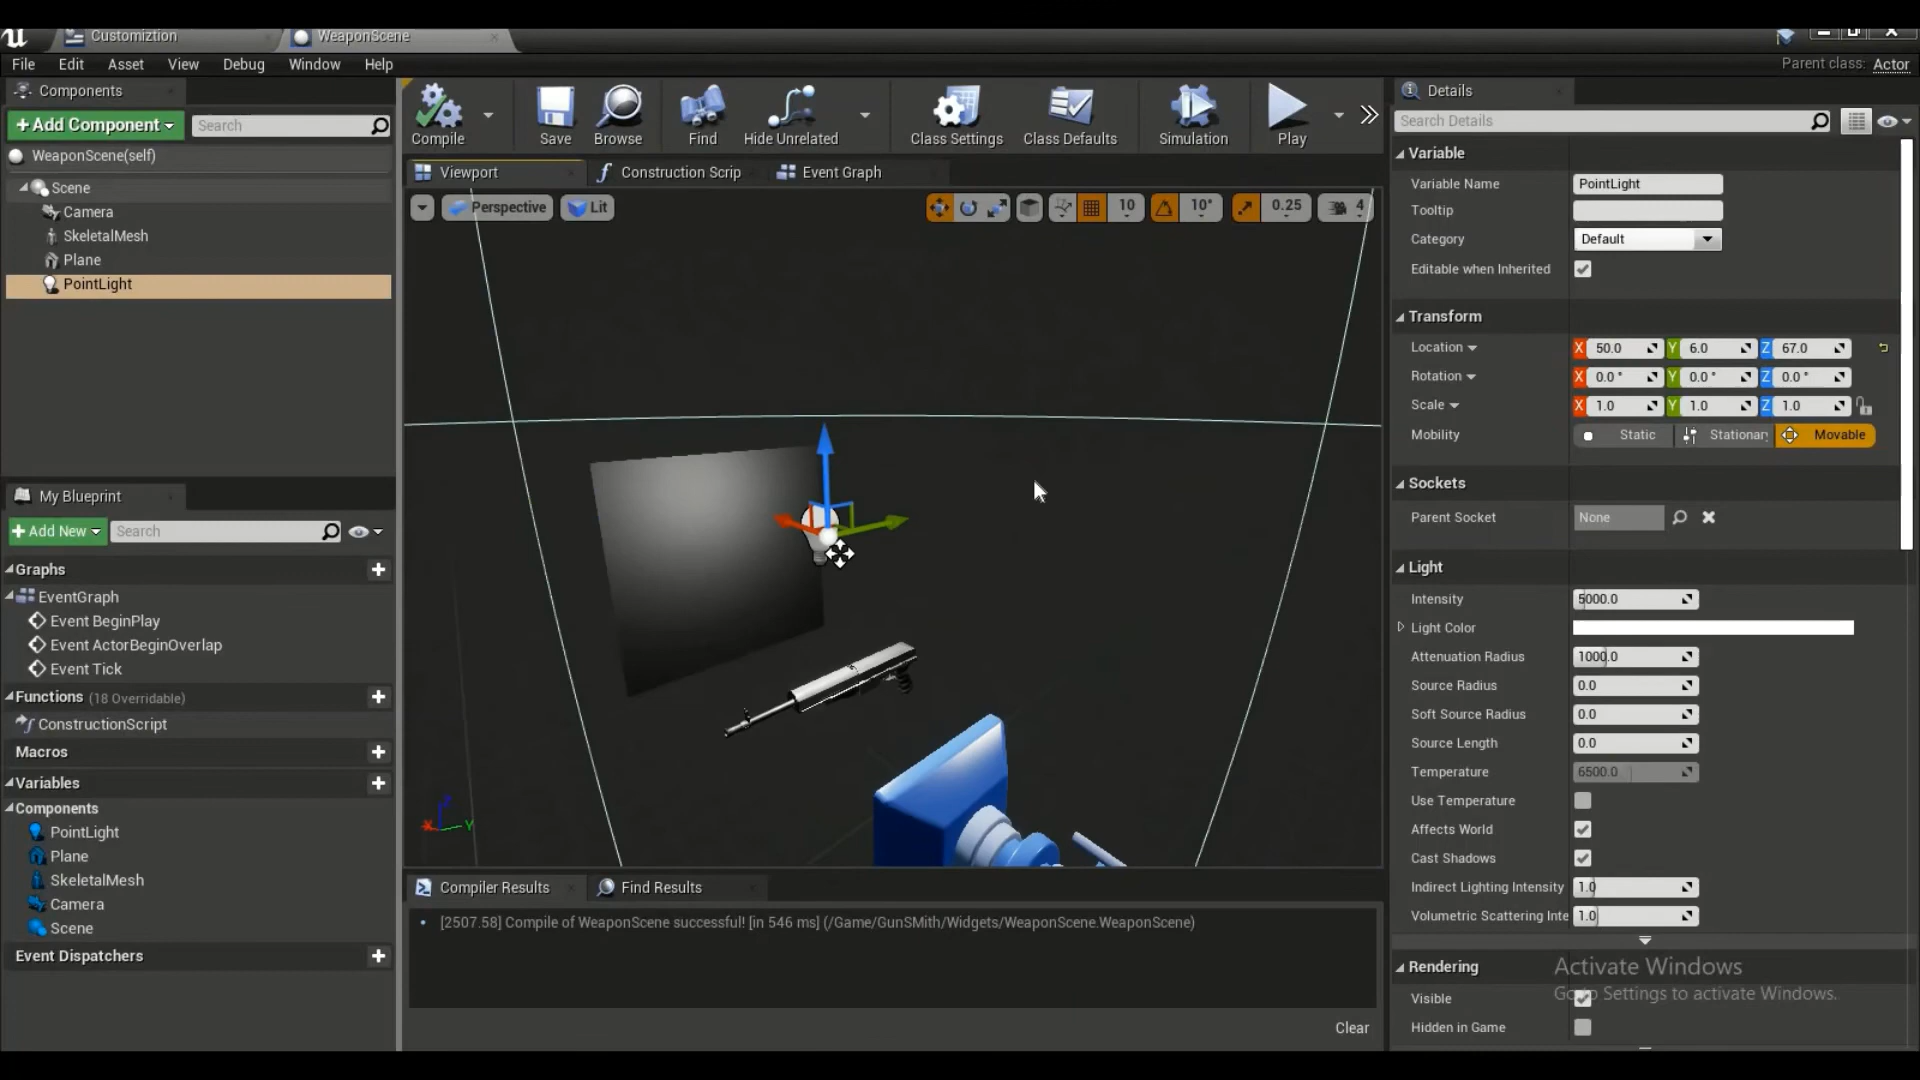 Customiztion
WeaponScene
File Edit Asset View Debug Window Help
Parent class: Actor
Components
+Add Component
Search
WeaponScene(self)
Scene
Camera
SkeletalMesh
Plane
PointLight
My Blueprint
+Add New
Search
Graphs
EventGraph
Event BeginPlay
Event ActorBeginOverlap
Event Tick
Functions (18 Overridable)
ConstructionScript
Macros
Variables
Components
PointLight
Plane
SkeletalMesh
Camera
Scene
Event Dispatchers
Compile Save Browse Find Hide Unrelated Class Settings Class Defaults Simulation Play
Viewport Construction Scrip Event Graph
Perspective Lit 10 10° 0.25 4
X Z Y
Compiler Results Find Results
[2507.58] Compile of WeaponScene successful! [in 546 ms] (/Game/GunSMith/Widgets/WeaponScene.WeaponScene)
Clear
Details
Search Details
Variable
Variable Name PointLight
Tooltip
Category Default
Editable when Inherited
Transform
Location X 50.0 Y 6.0 Z 67.0
Rotation X 0.0 ° Y 0.0 ° Z 0.0 °
Scale X 1.0 Y 1.0 Z 1.0
Mobility Static Stationar Movable
Sockets
Parent Socket None
Light
Intensity 5000.0
Light Color
Attenuation Radius 1000.0
Source Radius 0.0
Soft Source Radius 0.0
Source Length 0.0
Temperature 6500.0
Use Temperature
Affects World
Cast Shadows
Indirect Lighting Intensity 1.0
Volumetric Scattering Inte 1.0
Rendering
Visible
Hidden in Game
Activate Windows
Go to Settings to activate Windows.